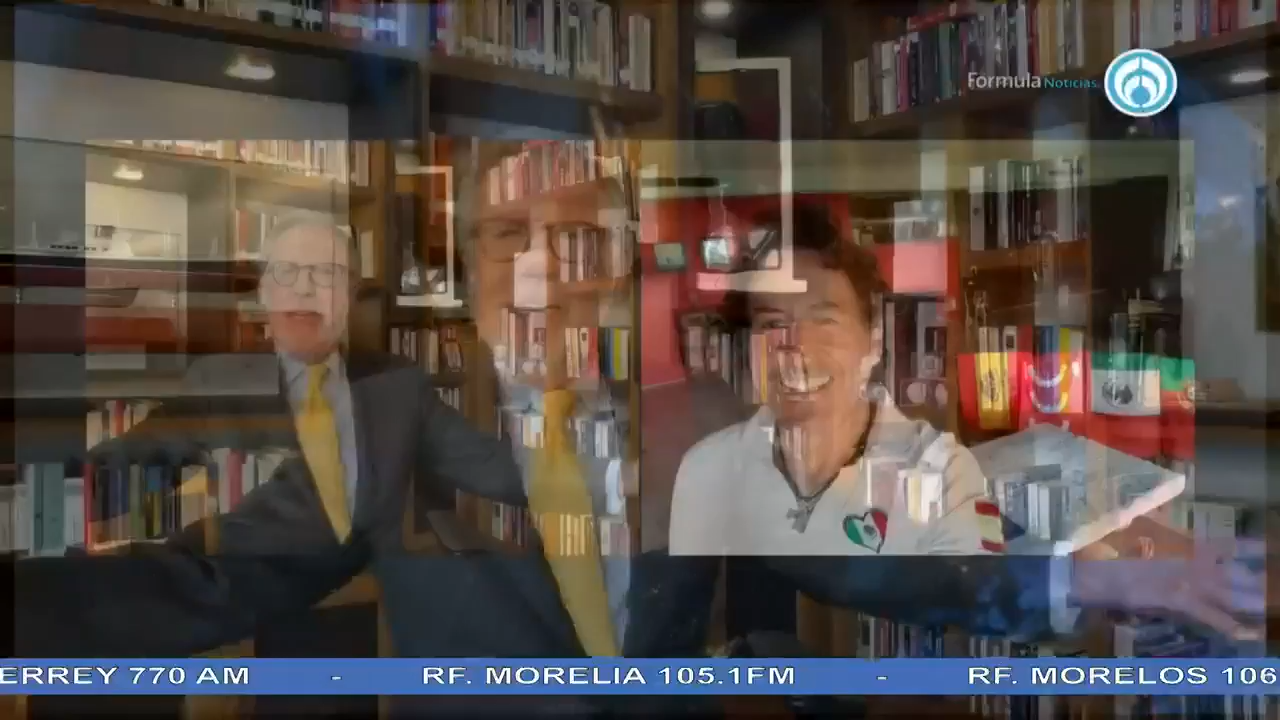 Formula Noticias
ERREY 770 AM - RF. MORELIA 105.1FM - RF. MORELOS 106